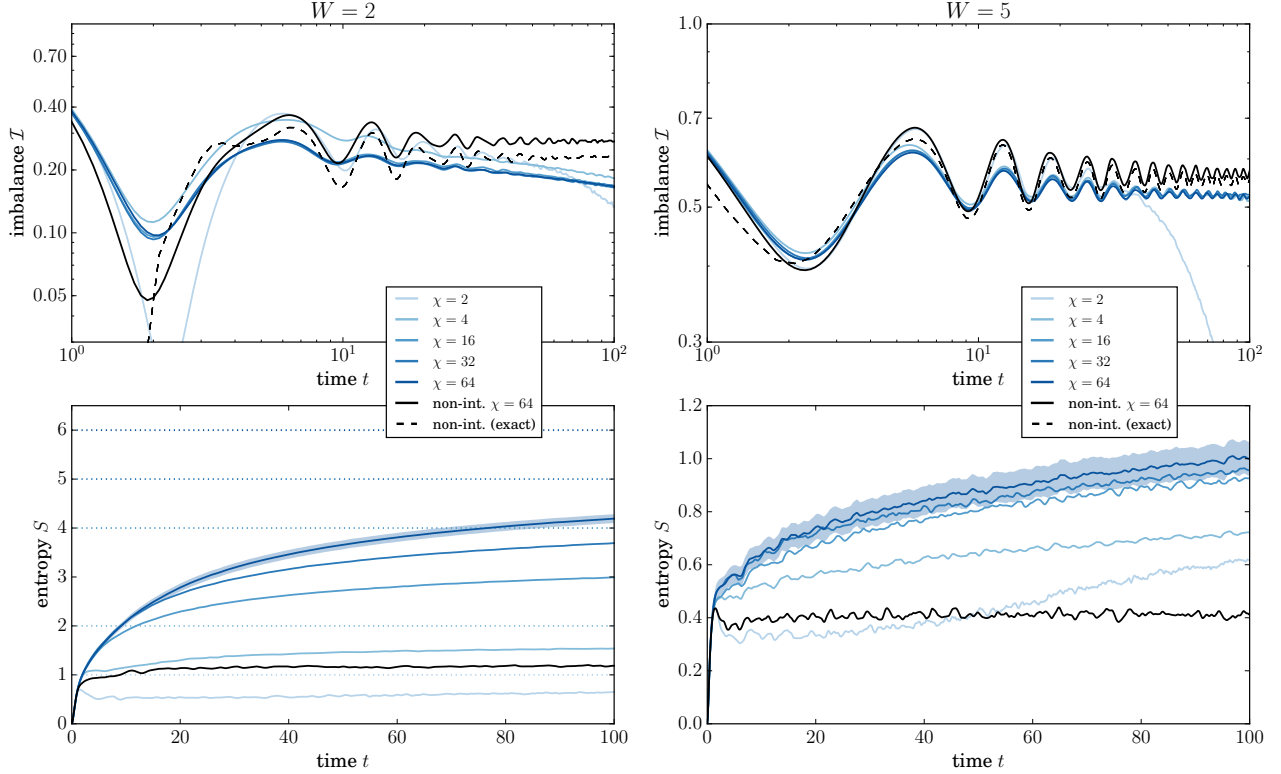 W = 2
W = 5
imbalance I
0.70
0.40
0.20
0.10
0.05
10^0
10^1
10^2
time t
imbalance I
1.0
0.7
0.5
0.3
10^0
10^1
10^2
time t
χ = 2
χ = 4
χ = 16
χ = 32
χ = 64
non-int. χ = 64
non-int. (exact)
χ = 2
χ = 4
χ = 16
χ = 32
χ = 64
non-int. χ = 64
non-int. (exact)
entropy S
6
5
4
3
2
1
0
0 20 40 60 80 100
time t
entropy S
1.2
1.0
0.8
0.6
0.4
0.2
0.0
0 20 40 60 80 100
time t